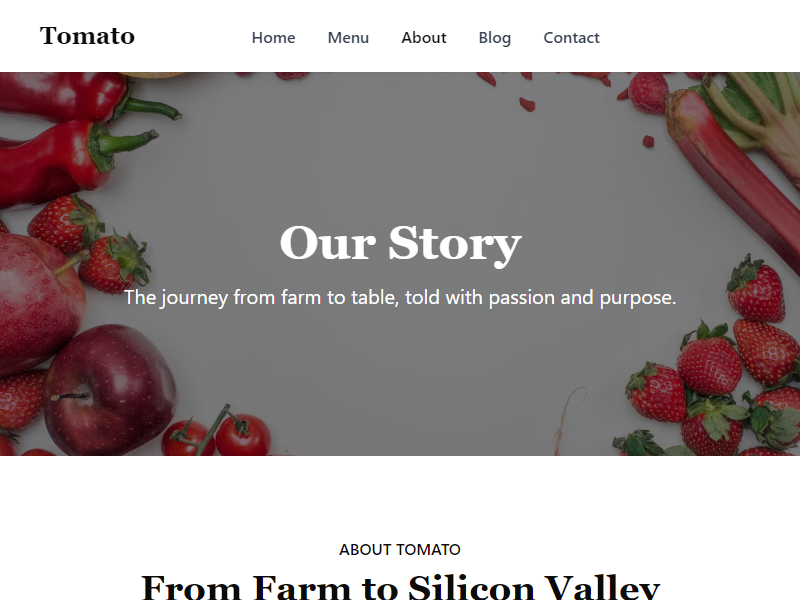 Tomato
Home Menu About Blog Contact
Our Story
The journey from farm to table, told with passion and purpose.
ABOUT TOMATO
From Farm to Silicon Valley